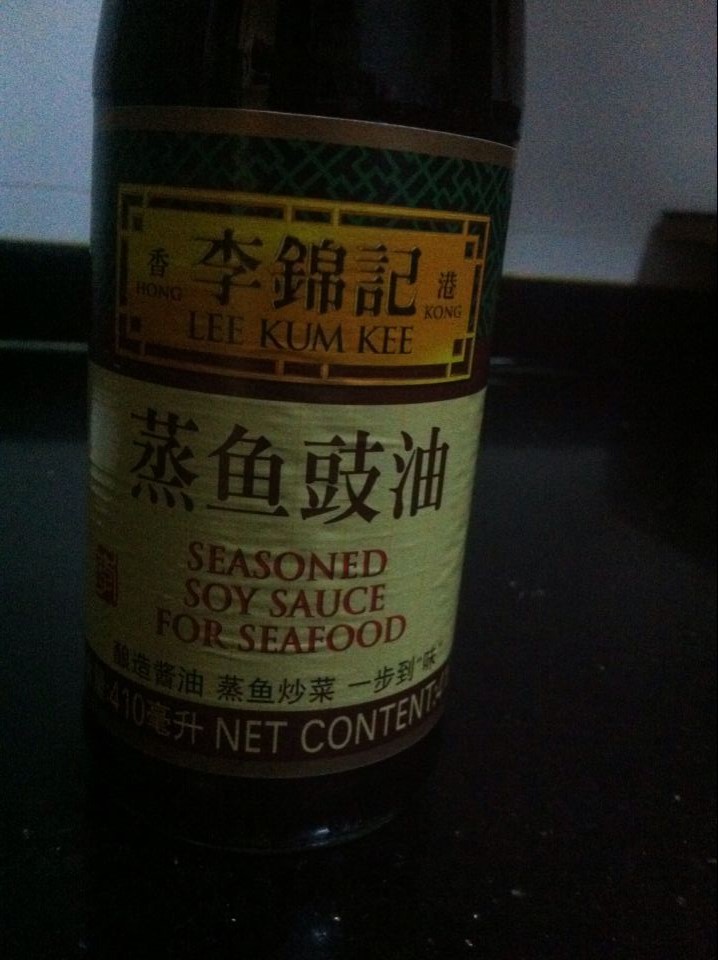 香 李錦記 港
HONG LEE KUM KEE KONG
蒸鱼豉油
SEASONED
SOY SAUCE
FOR SEAFOOD
酿造酱油 蒸鱼炒菜 一步到“味”
410毫升 NET CONTENT: